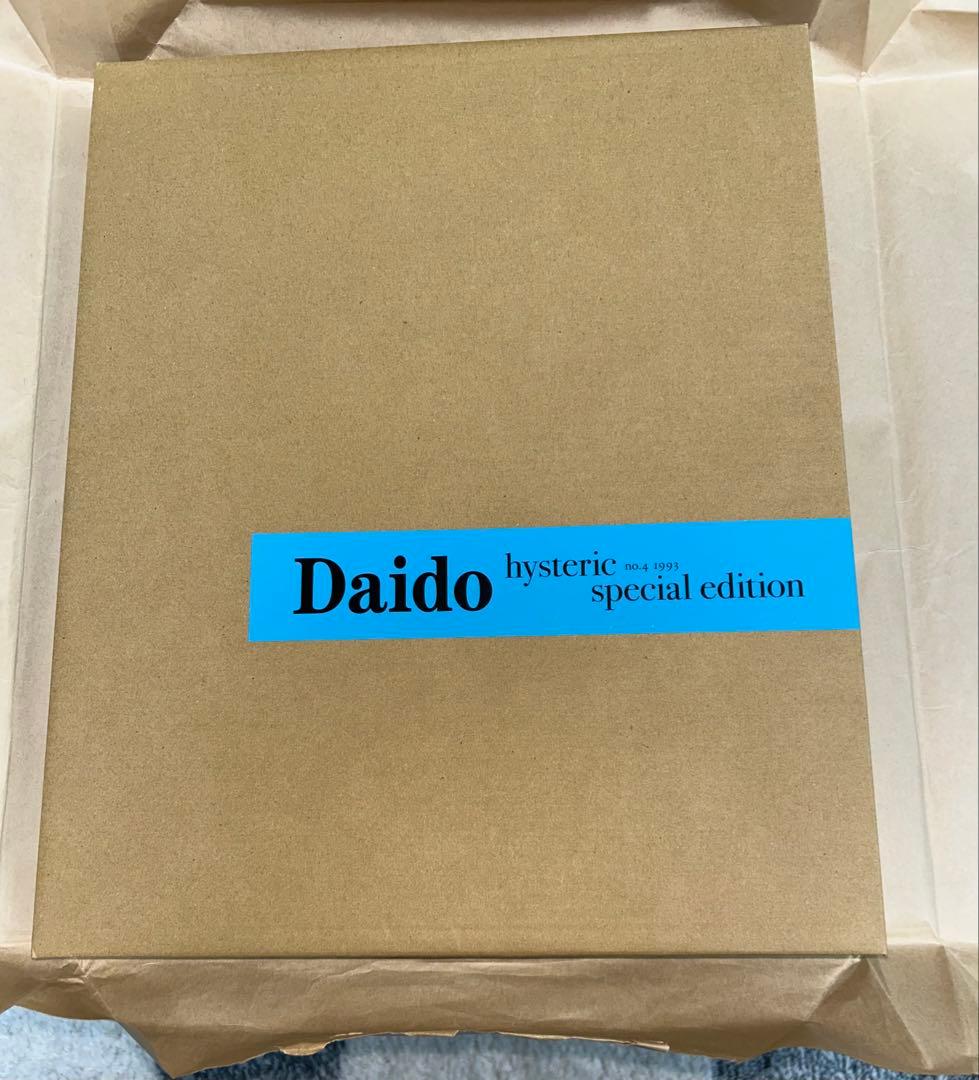 Daido hysteric no.4 1993
special edition